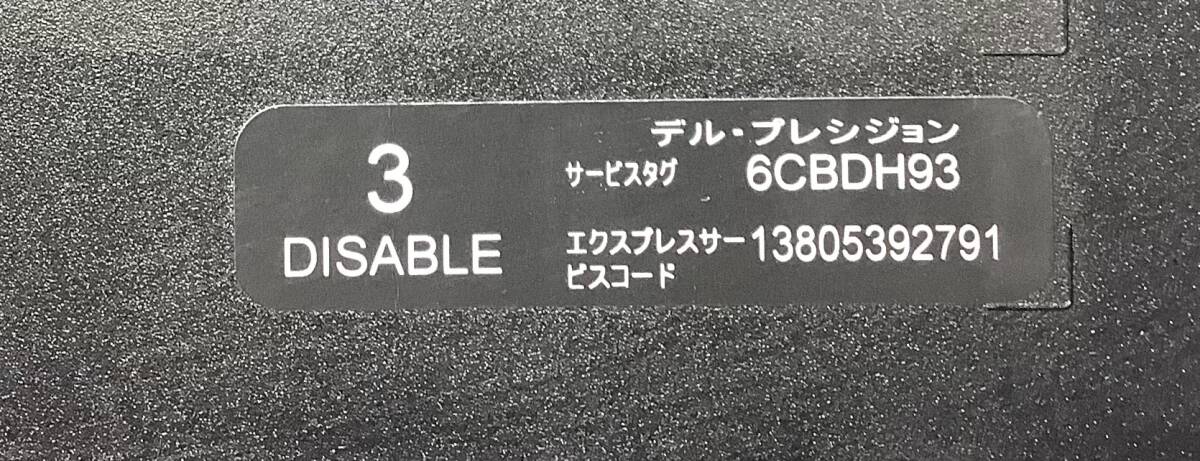 3
DISABLE
デル・プレシジョン
サービスタグ 6CBDH93
エクスプレスサー 13805392791
ビスコード